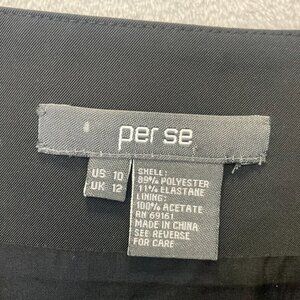 per se
US 10
UK 12
SHELL:
89% POLYESTER
11% ELASTANE
LINING:
100% ACETATE
RN 69161
MADE IN CHINA
SEE REVERSE
FOR CARE